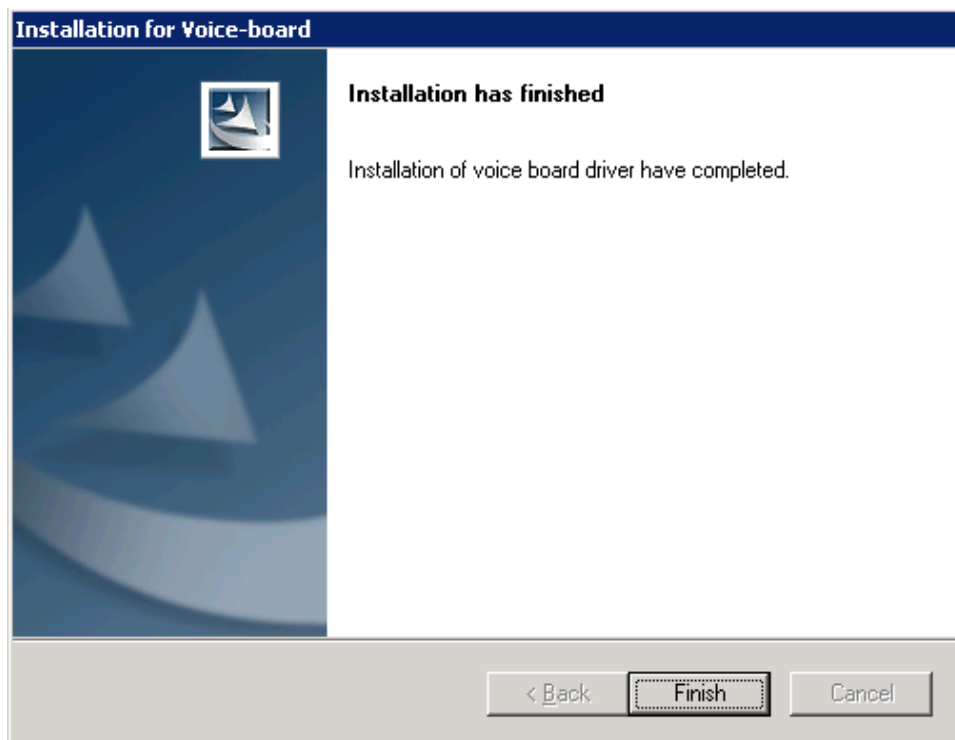 Installation for Voice-board
Installation has finished
Installation of voice board driver have completed.
< Back
Finish
Cancel